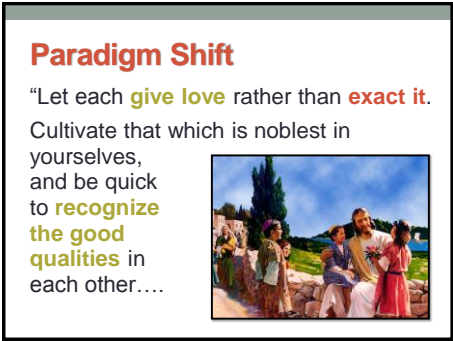 Paradigm Shift
“Let each give love rather than exact it.
Cultivate that which is noblest in
yourselves,
and be quick
to recognize
the good
qualities in
each other….